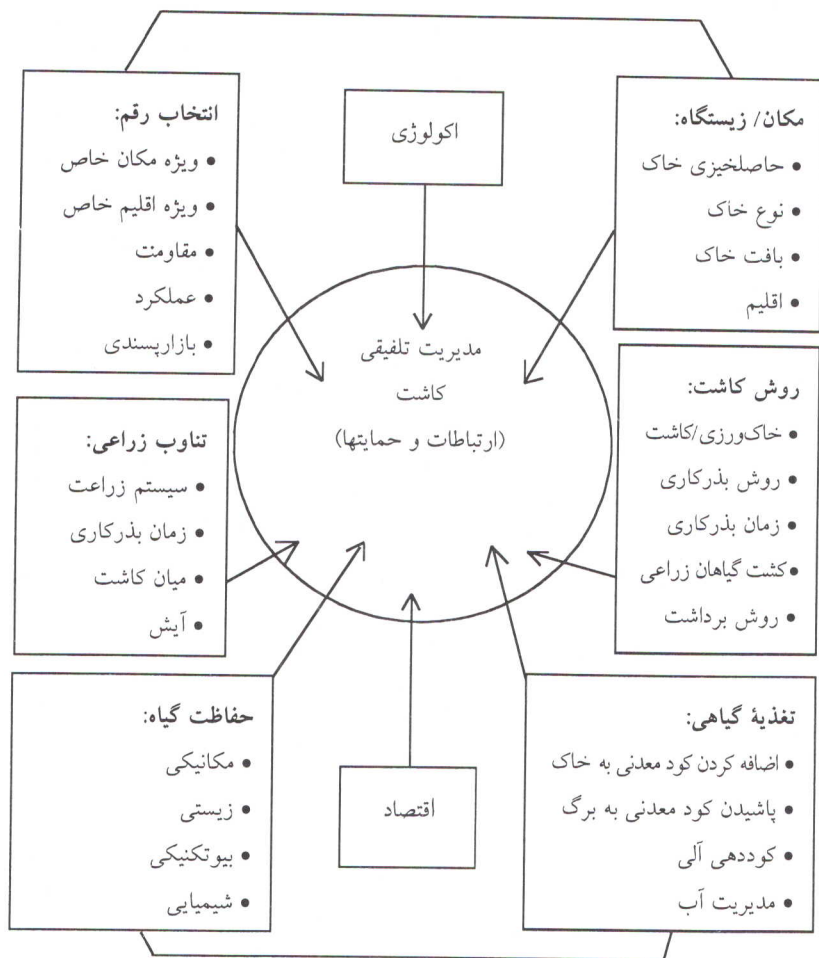 مکان/ زیستگاه:
• حاصلخیزی خاک
• نوع خاک
• بافت خاک
• اقلیم
اکولوژی
انتخاب رقم:
• ویژه مکان خاص
• ویژه اقلیم خاص
• مقاومت
• عملکرد
• بازارپسندی
مدیریت تلفیقی
کاشت
(ارتباطات و حمایتها)
روش کاشت:
• خاک‌ورزی/کاشت
• روش بذرکاری
• زمان بذرکاری
• کشت گیاهان زراعی
• روش برداشت
تناوب زراعی:
• سیستم زراعت
• زمان بذرکاری
• میان کاشت
• آیش
تغذیۀ گیاهی:
• اضافه کردن کود معدنی به خاک
• پاشیدن کود معدنی به برگ
• کوددهی آلی
• مدیریت آب
اقتصاد
حفاظت گیاه:
• مکانیکی
• زیستی
• بیوتکنیکی
• شیمیایی